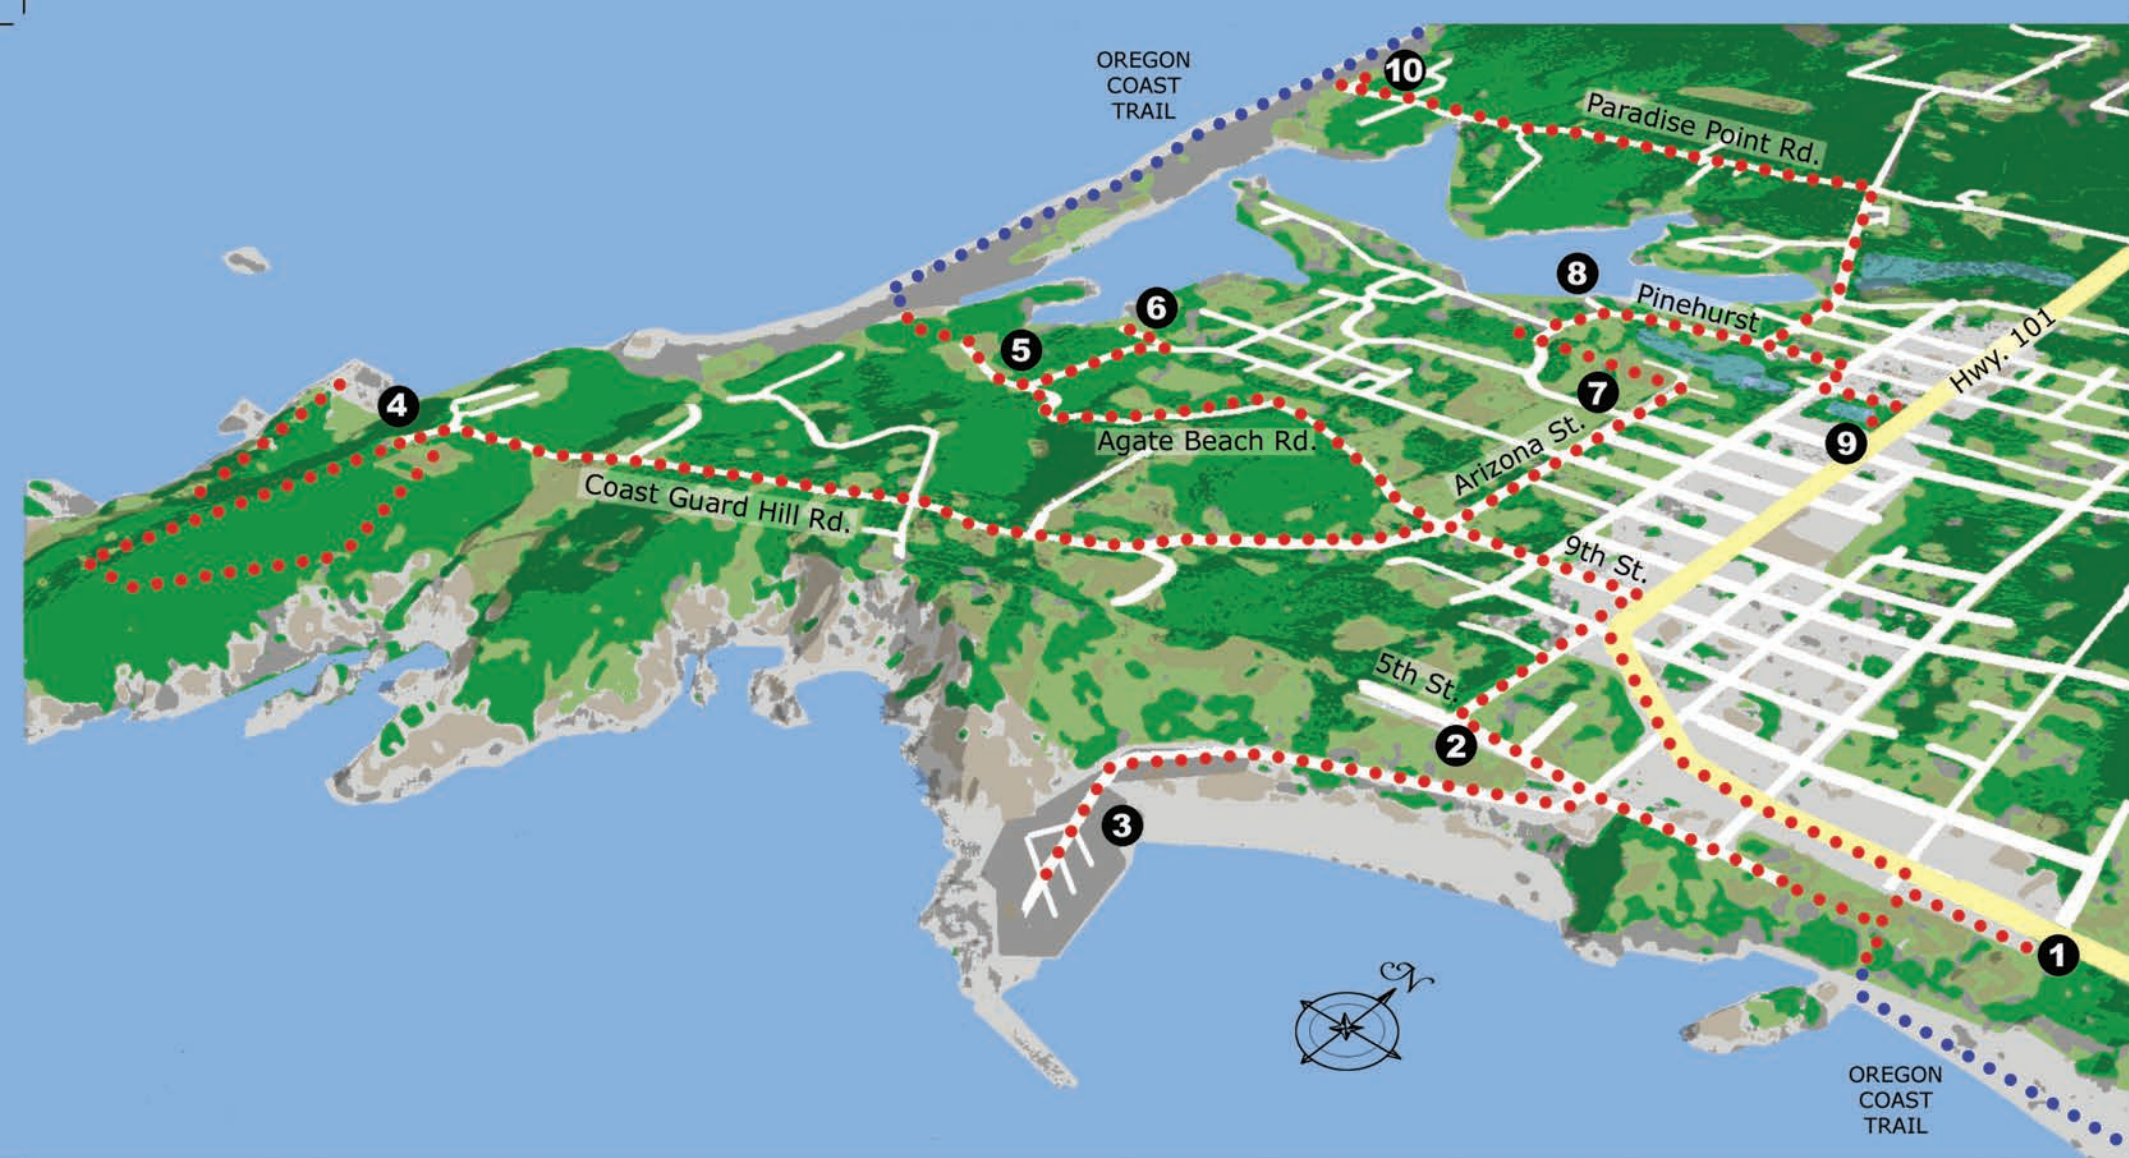 OREGON
COAST
TRAIL
10
Paradise Point Rd.
8
6
Pinehurst
5
Hwy. 101
7
4
Agate Beach Rd.
Arizona St.
9
Coast Guard Hill Rd.
9th St.
5th St.
2
3
1
N
OREGON
COAST
TRAIL